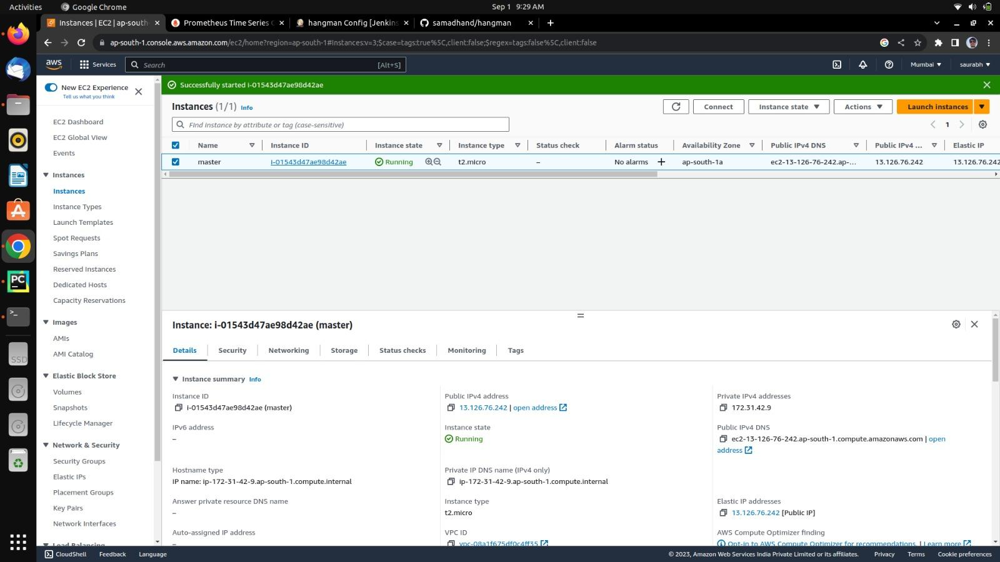 Activities
Google Chrome
Sep 1 9:29 AM
Instances | EC2 | ap-south
Prometheus Time Series C
hangman Config [Jenkins
samadhand/hangman
ap-south-1.console.aws.amazon.com/ec2/home?region=ap-south-1#Instances:v=3;$case=tags:true%5C,client:false;$regex=tags:false%5C,client:false
aws
Services
Search [Alt+S]
Mumbai
saurabh
New EC2 Experience
Tell us what you think
EC2 Dashboard
EC2 Global View
Events
Instances
Instances
Instance Types
Launch Templates
Spot Requests
Savings Plans
Reserved Instances
Dedicated Hosts
Capacity Reservations
Images
AMIs
AMI Catalog
Elastic Block Store
Volumes
Snapshots
Lifecycle Manager
Network & Security
Security Groups
Elastic IPs
Placement Groups
Key Pairs
Network Interfaces
Load Balancing
PC
>_
SSD
Successfully started i-01543d47ae98d42ae
Instances (1/1) Info
Connect
Instance state
Actions
Launch instances
Find instance by attribute or tag (case-sensitive)
1
Name Instance ID Instance state Instance type Status check Alarm status Availability Zone Public IPv4 DNS Public IPv4 ... Elastic IP
master i-01543d47ae98d42ae Running t2.micro – No alarms + ap-south-1a ec2-13-126-76-242.ap-... 13.126.76.242 13.126.76.242
Instance: i-01543d47ae98d42ae (master)
Details Security Networking Storage Status checks Monitoring Tags
Instance summary Info
Instance ID
i-01543d47ae98d42ae (master)
Public IPv4 address
13.126.76.242 | open address
Private IPv4 addresses
172.31.42.9
IPv6 address
–
Instance state
Running
Public IPv4 DNS
ec2-13-126-76-242.ap-south-1.compute.amazonaws.com | open
address
Hostname type
IP name: ip-172-31-42-9.ap-south-1.compute.internal
Private IP DNS name (IPv4 only)
ip-172-31-42-9.ap-south-1.compute.internal
Answer private resource DNS name
–
Instance type
t2.micro
Elastic IP addresses
13.126.76.242 [Public IP]
Auto-assigned IP address
–
VPC ID
vpc-08a1f675df0c4ff35
AWS Compute Optimizer finding
Opt-in to AWS Compute Optimizer for recommendations. | Learn more
CloudShell
Feedback
Language
© 2023, Amazon Web Services India Private Limited or its affiliates.
Privacy
Terms
Cookie preferences